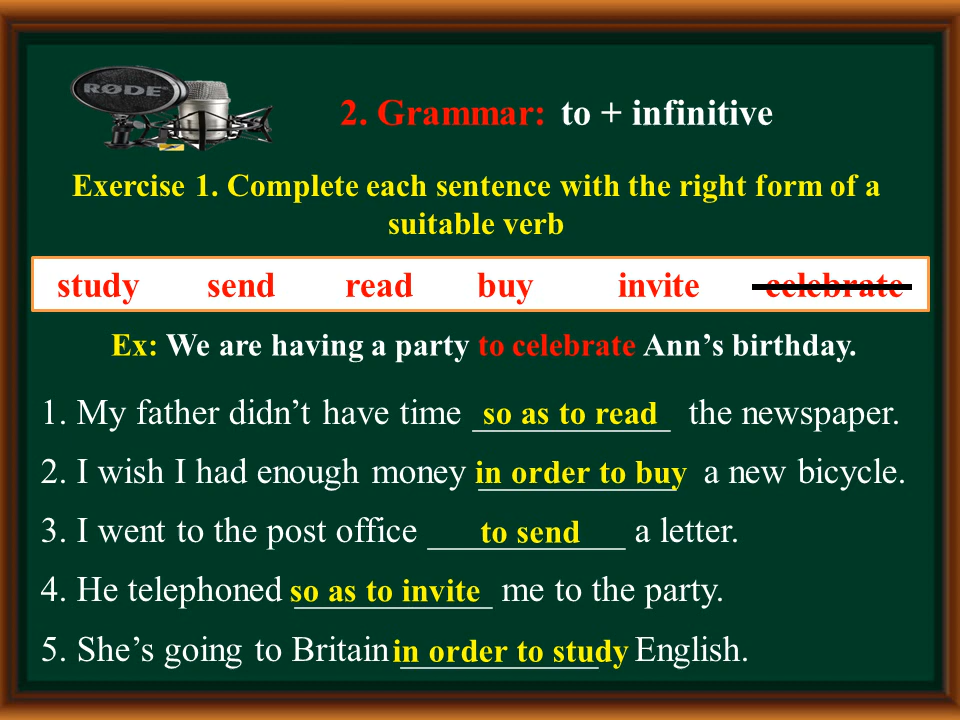 RØDE
2. Grammar: to + infinitive
Exercise 1. Complete each sentence with the right form of a
suitable verb
study send read buy invite celebrate
Ex: We are having a party to celebrate Ann’s birthday.
1. My father didn’t have time so as to read the newspaper.
2. I wish I had enough money in order to buy a new bicycle.
3. I went to the post office to send a letter.
4. He telephoned so as to invite me to the party.
5. She’s going to Britain in order to study English.